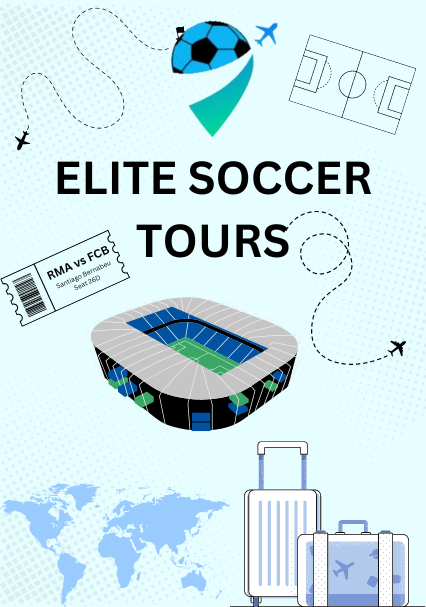 ELITE SOCCER
TOURS
RMA vs FCB
Santiago Bernabeu
Seat 26D